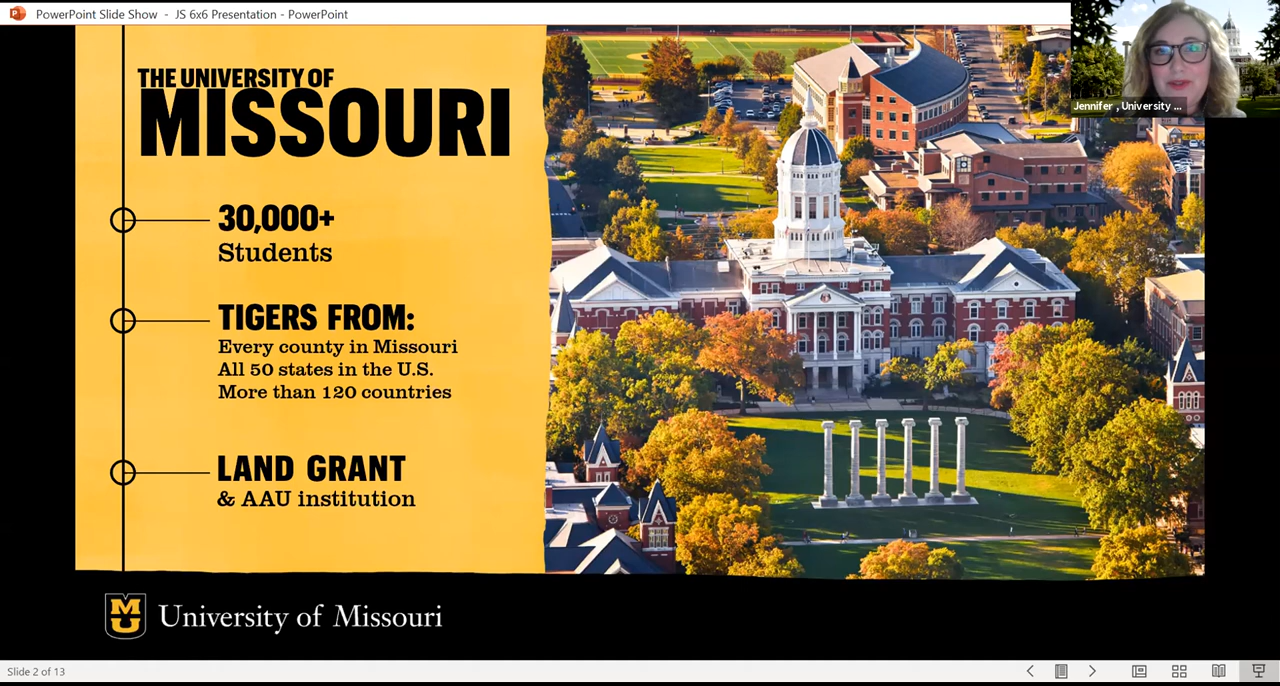 PowerPoint Slide Show - JS 6x6 Presentation - PowerPoint
Jennifer , University ...
THE UNIVERSITY OF
MISSOURI
30,000+
Students
TIGERS FROM:
Every county in Missouri
All 50 states in the U.S.
More than 120 countries
LAND GRANT
& AAU institution
MU
University of Missouri
Slide 2 of 13